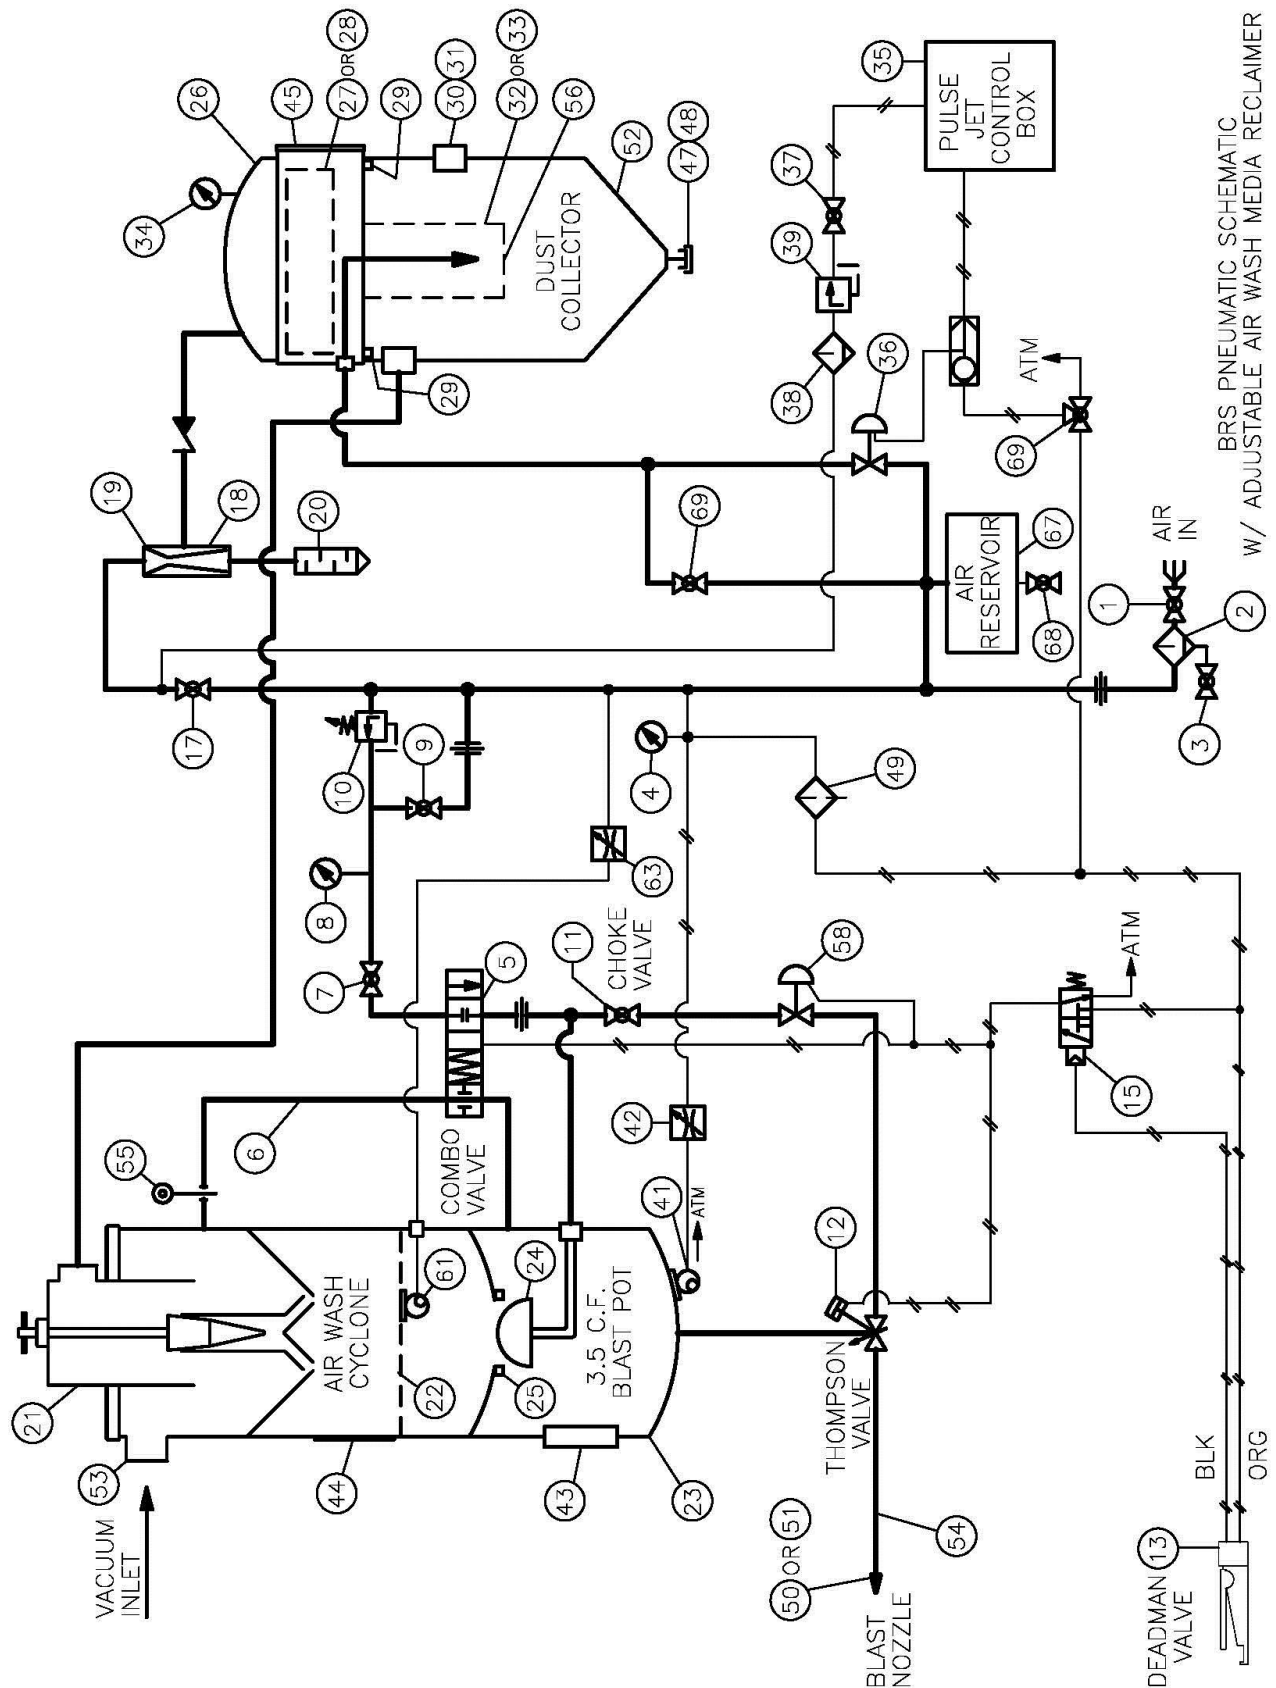 VACUUM
INLET
53
21
55
6
17
19
18
20
34
26
45
27 OR 28
29
30 31
32 OR 33
56
52
47 48
29
DUST
COLLECTOR
44
AIR WASH
CYCLONE
22
61
COMBO
VALVE
5
7
8
10
9
69
43
25
24
3.5 C.F.
BLAST POT
23
41
ATM
42
11
CHOKE
VALVE
63
4
38
39
37
35
PULSE
JET
CONTROL
BOX
36
50 OR 51
BLAST
NOZZLE
54
THOMPSON
VALVE
12
58
49
AIR
RESERVOIR
67
68
69
ATM
15
ATM
1
2
3
AIR
IN
DEADMAN
VALVE
13
BLK
ORG
BRS PNEUMATIC SCHEMATIC
W/ ADJUSTABLE AIR WASH MEDIA RECLAIMER